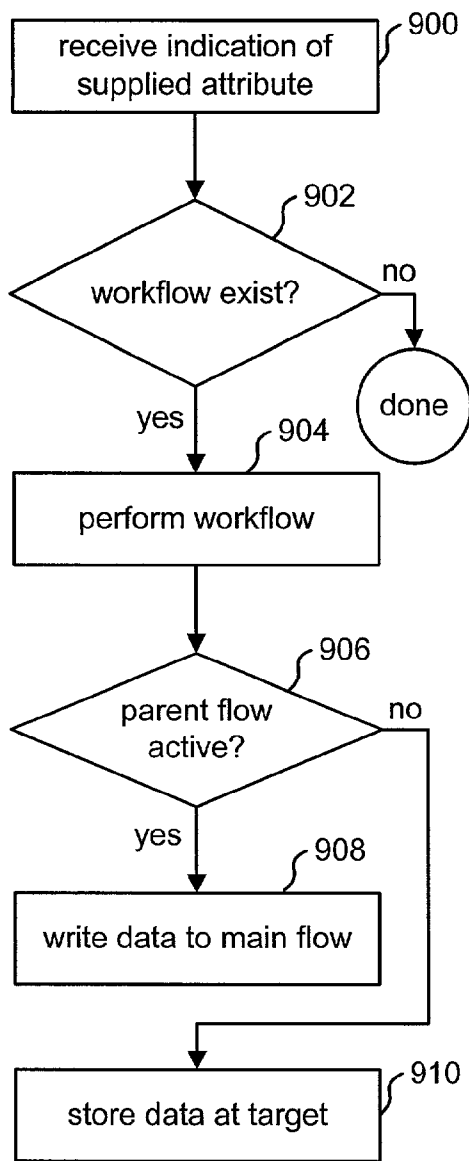 receive indication of
supplied attribute
900
902
workflow exist?
no
done
yes
904
perform workflow
906
parent flow
active?
no
yes
908
write data to main flow
910
store data at target